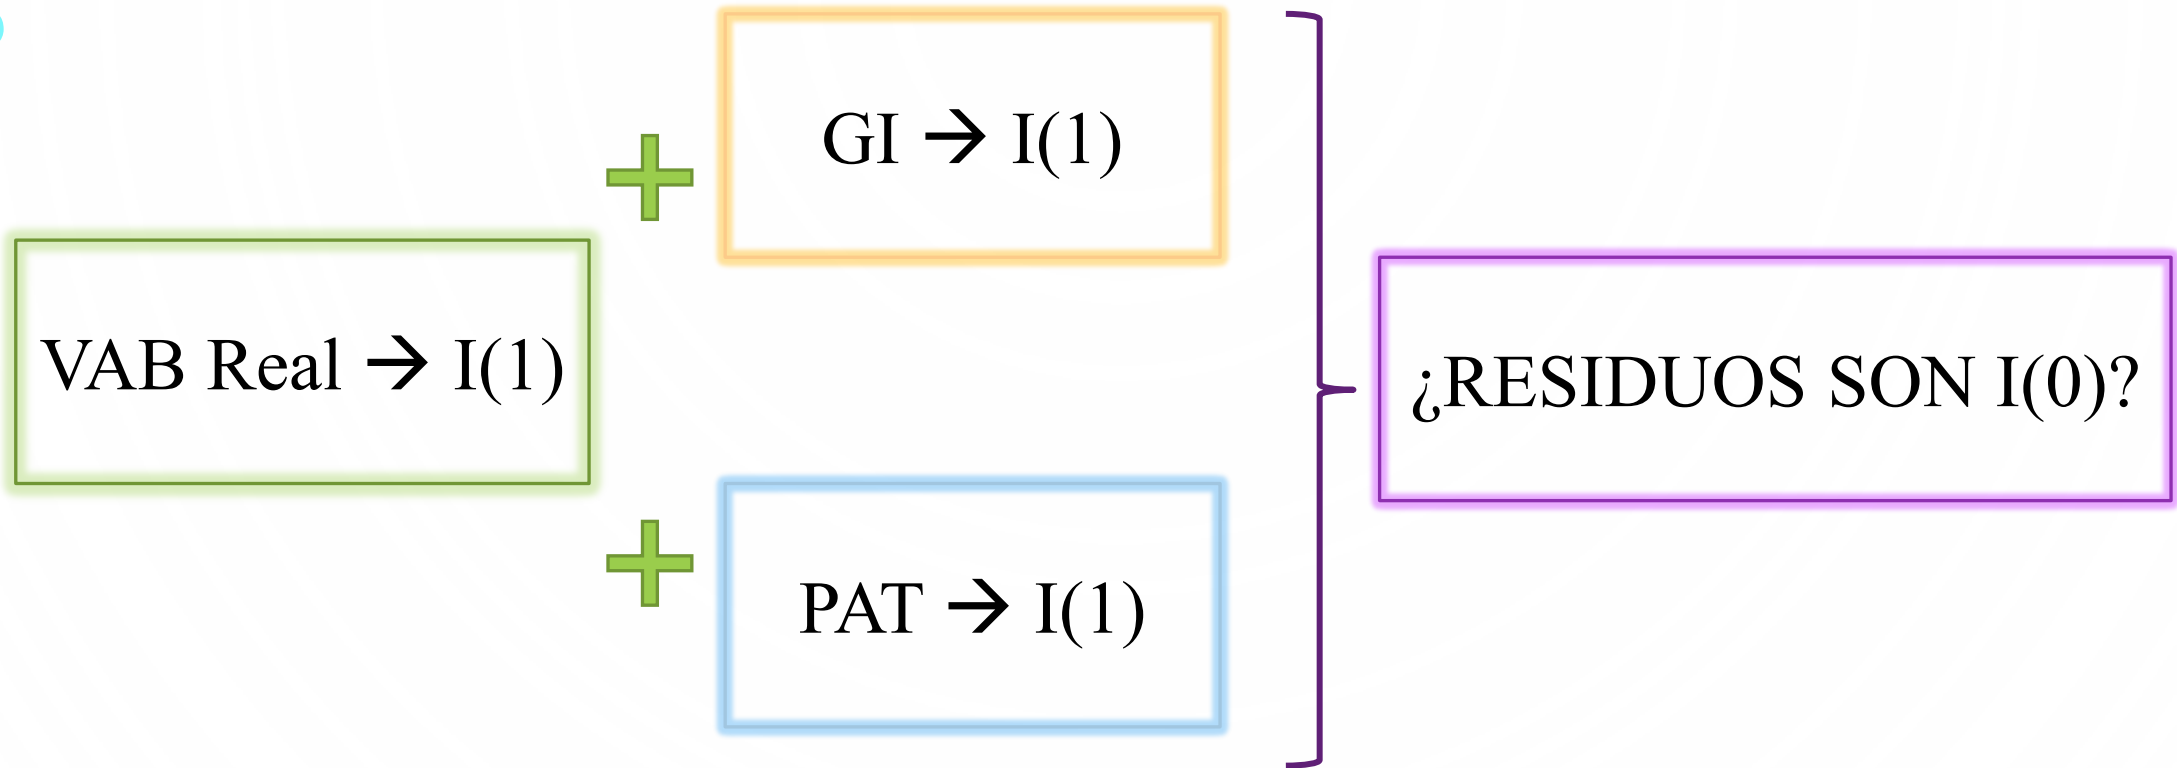 GI → I(1)
VAB Real → I(1)
¿RESIDUOS SON I(0)?
PAT → I(1)